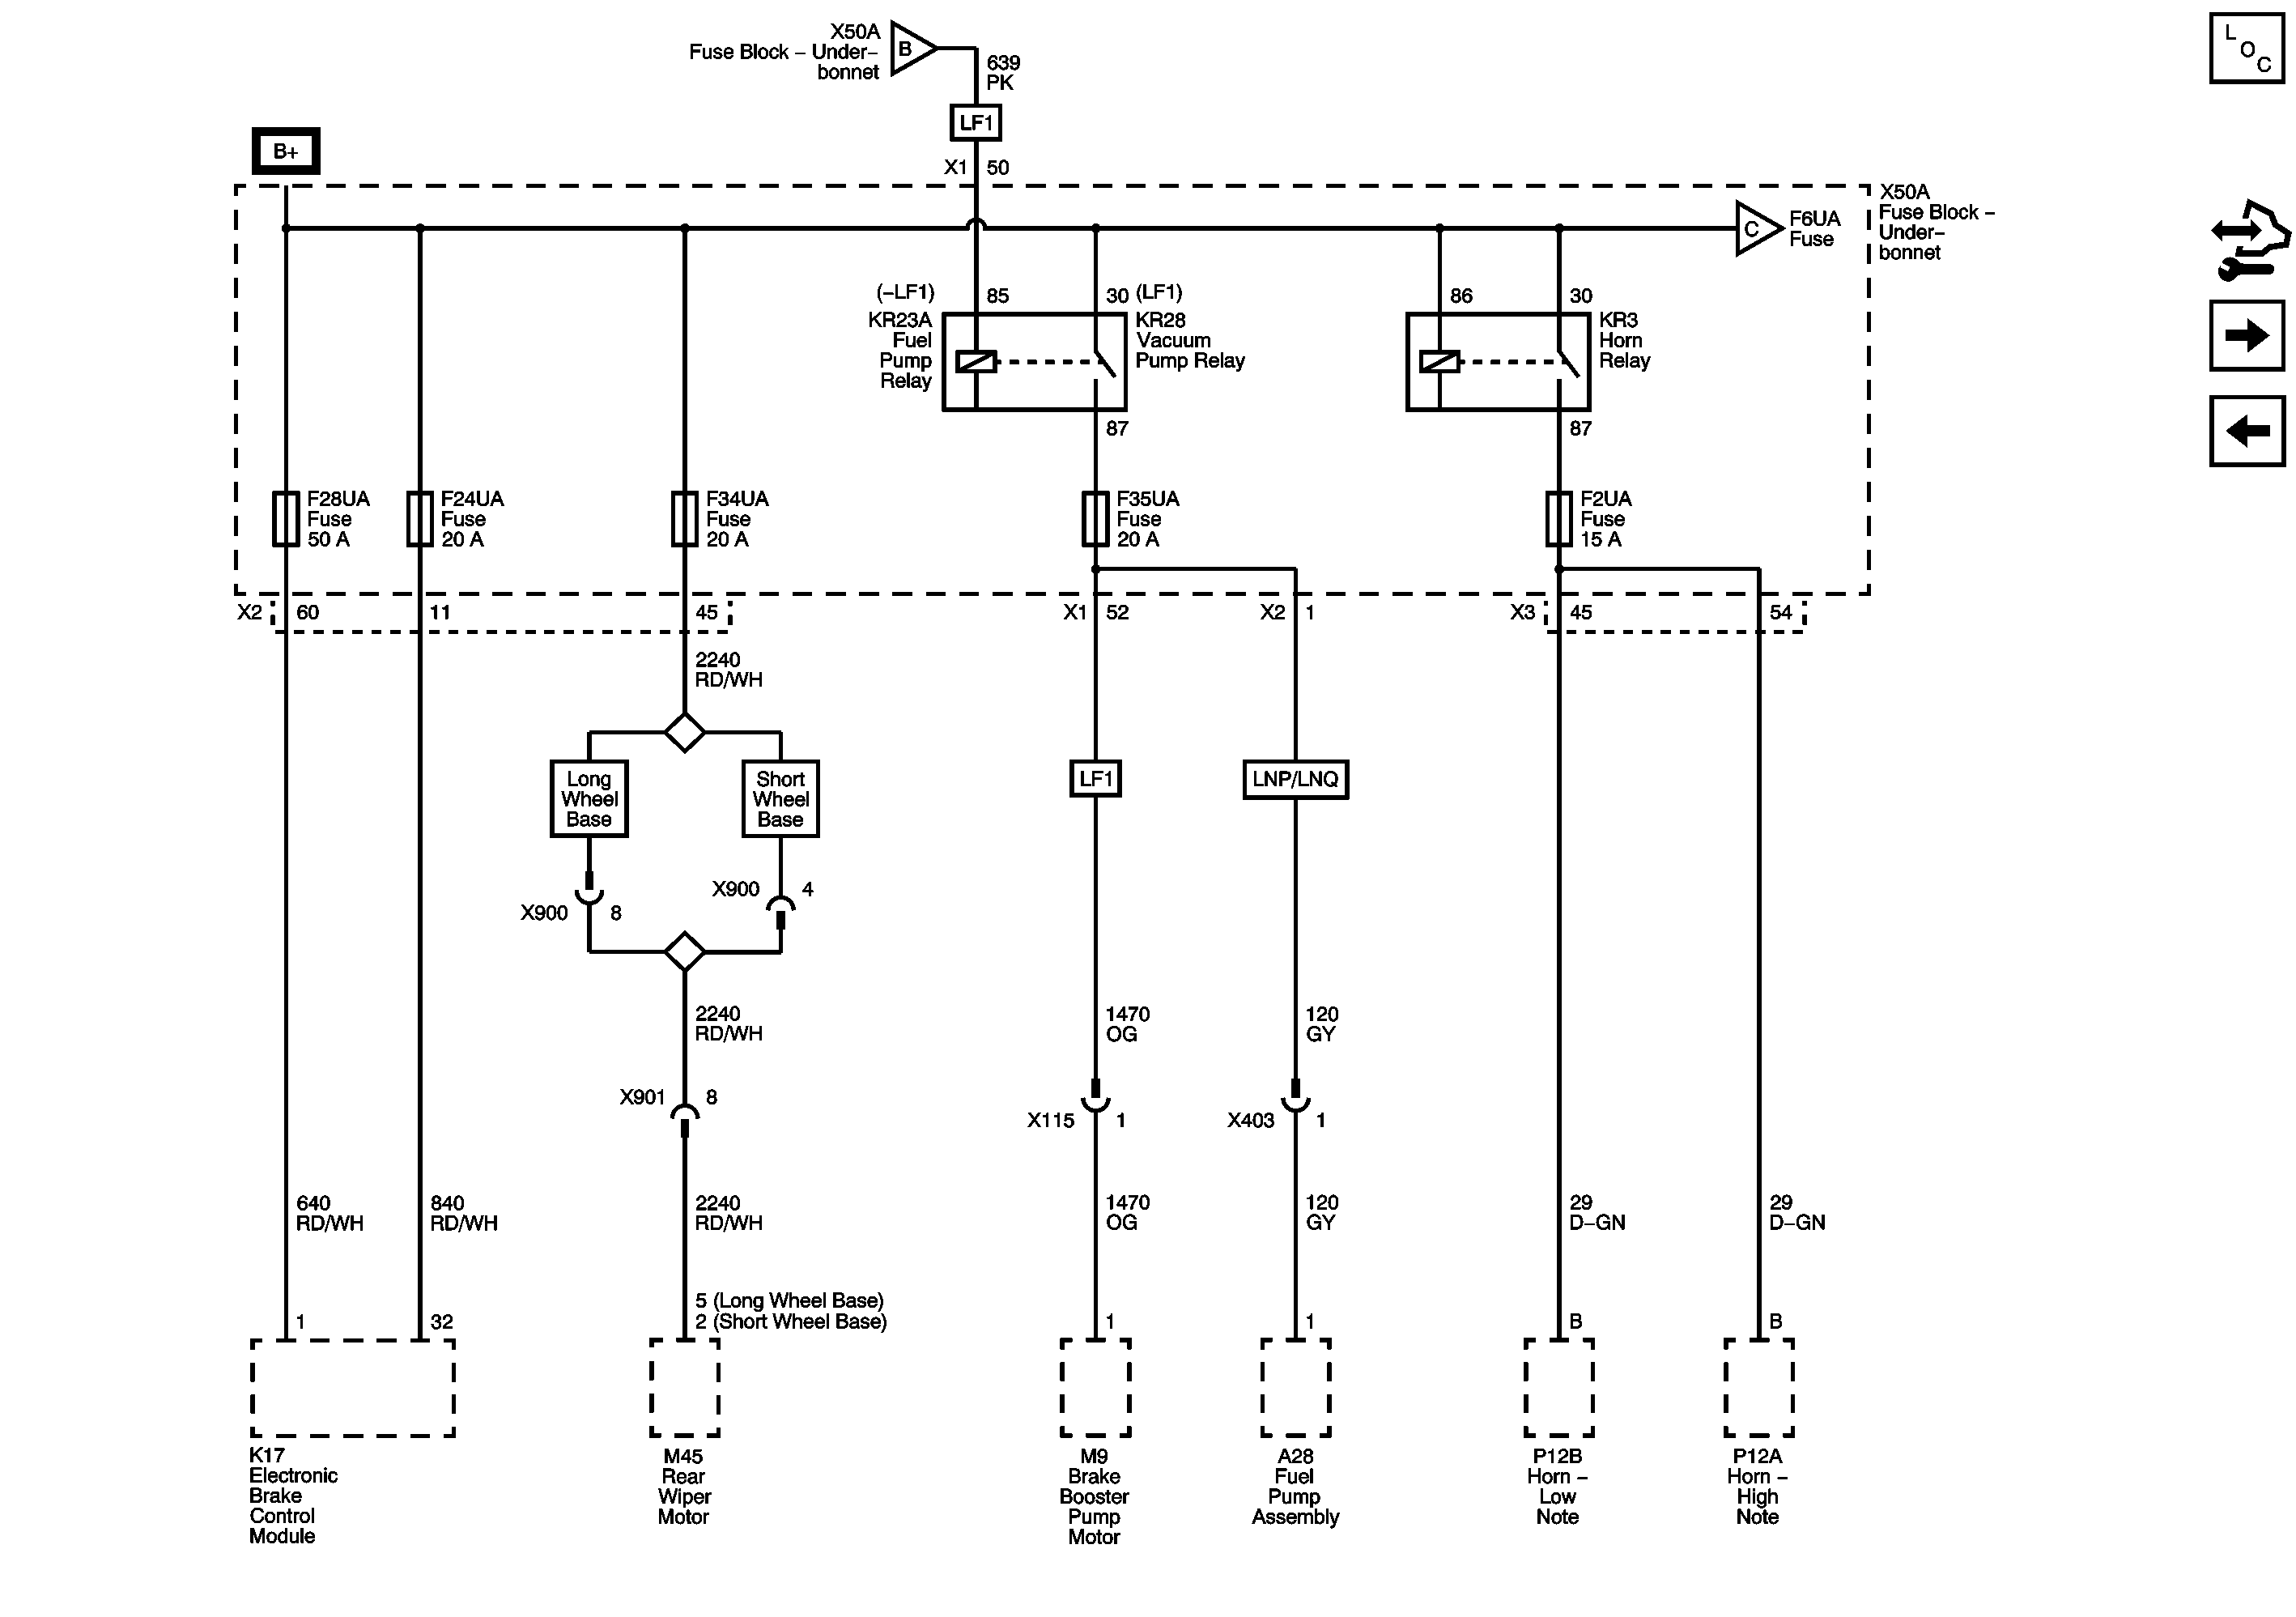 X50A
Fuse Block – Under–
bonnet
B
639
PK
LF1
X1 50
B+
L
O
C
X50A
Fuse Block –
Under–
bonnet
C
F6UA
Fuse
(–LF1)
KR23A
Fuel
Pump
Relay
85
30 (LF1)
KR28
Vacuum
Pump Relay
87
86
30
KR3
Horn
Relay
87
F28UA
Fuse
50 A
F24UA
Fuse
20 A
F34UA
Fuse
20 A
F35UA
Fuse
20 A
F2UA
Fuse
15 A
X2 60 11 45
X1 52
X2 1
X3 45 54
2240
RD/WH
Long
Wheel
Base
Short
Wheel
Base
LF1
LNP/LNQ
X900 8
X900 4
2240
RD/WH
1470
OG
120
GY
X901 8
X115 1
X403 1
640
RD/WH
840
RD/WH
2240
RD/WH
1470
OG
120
GY
29
D–GN
29
D–GN
5 (Long Wheel Base)
2 (Short Wheel Base)
1
32
1
1
B
B
K17
Electronic
Brake
Control
Module
M45
Rear
Wiper
Motor
M9
Brake
Booster
Pump
Motor
A28
Fuel
Pump
Assembly
P12B
Horn –
Low
Note
P12A
Horn –
High
Note